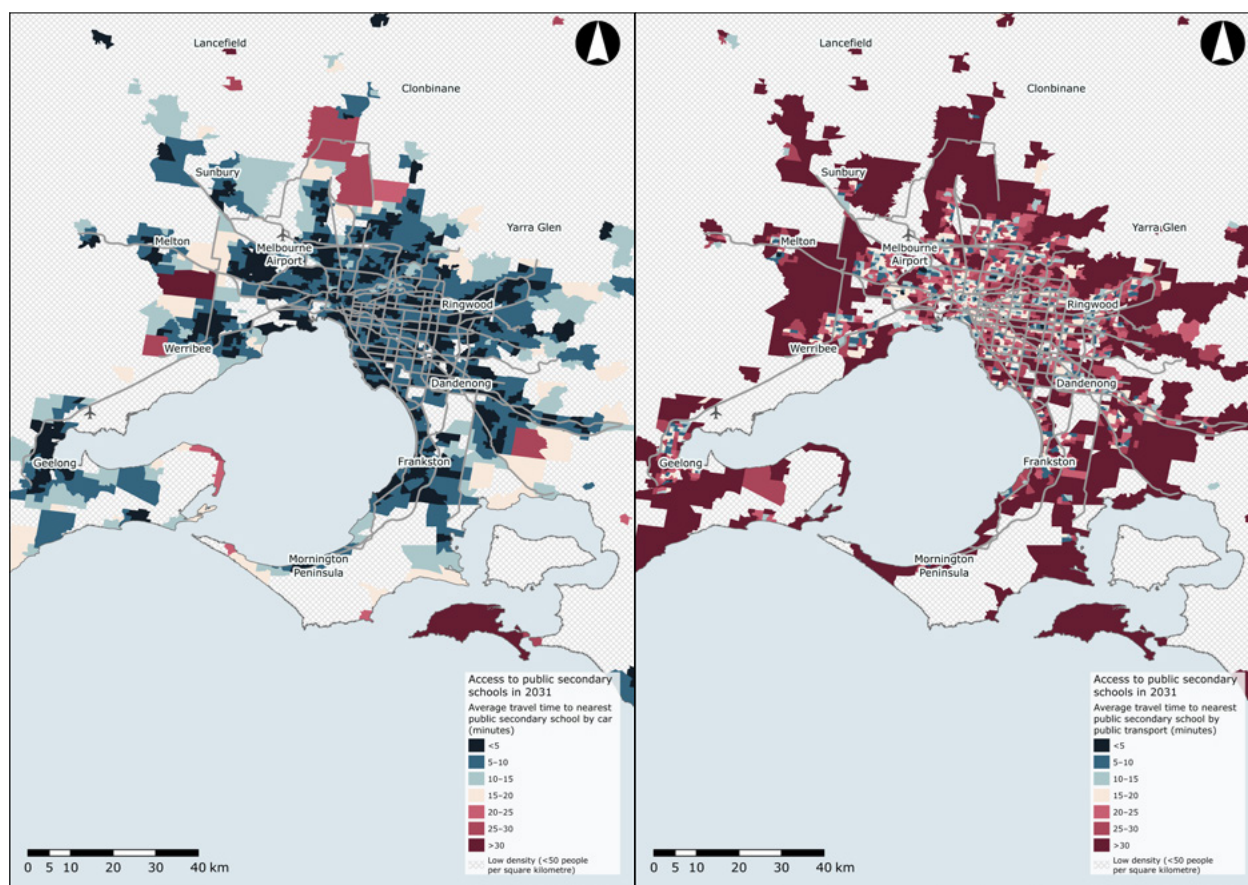 Lancefield
Clonbinane
Sunbury
Yarra Glen
Melton
Melbourne
Airport
Ringwood
Werribee
Dandenong
Geelong
Frankston
Mornington
Peninsula
Access to public secondary
schools in 2031
Average travel time to nearest
public secondary school by car
(minutes)
<5
5–10
10–15
15–20
20–25
25–30
>30
Low density (<50 people
per square kilometre)
0 5 10 20 30 40 km
Lancefield
Clonbinane
Sunbury
Yarra Glen
Melton
Melbourne
Airport
Ringwood
Werribee
Dandenong
Geelong
Frankston
Mornington
Peninsula
Access to public secondary
schools in 2031
Average travel time to nearest
public secondary school by
public transport (minutes)
<5
5–10
10–15
15–20
20–25
25–30
>30
Low density (<50 people
per square kilometre)
0 5 10 20 30 40 km